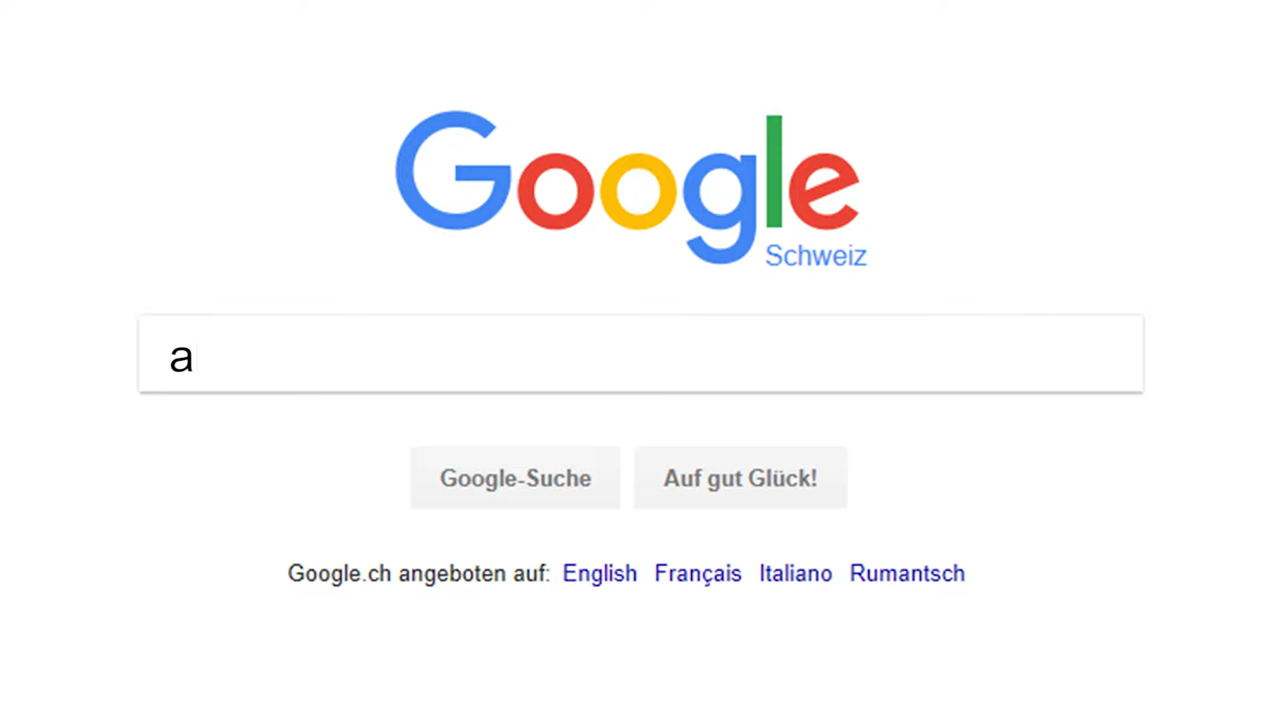 Google
Schweiz
a
Google-Suche Auf gut Glück!
Google.ch angeboten auf: English Français Italiano Rumantsch